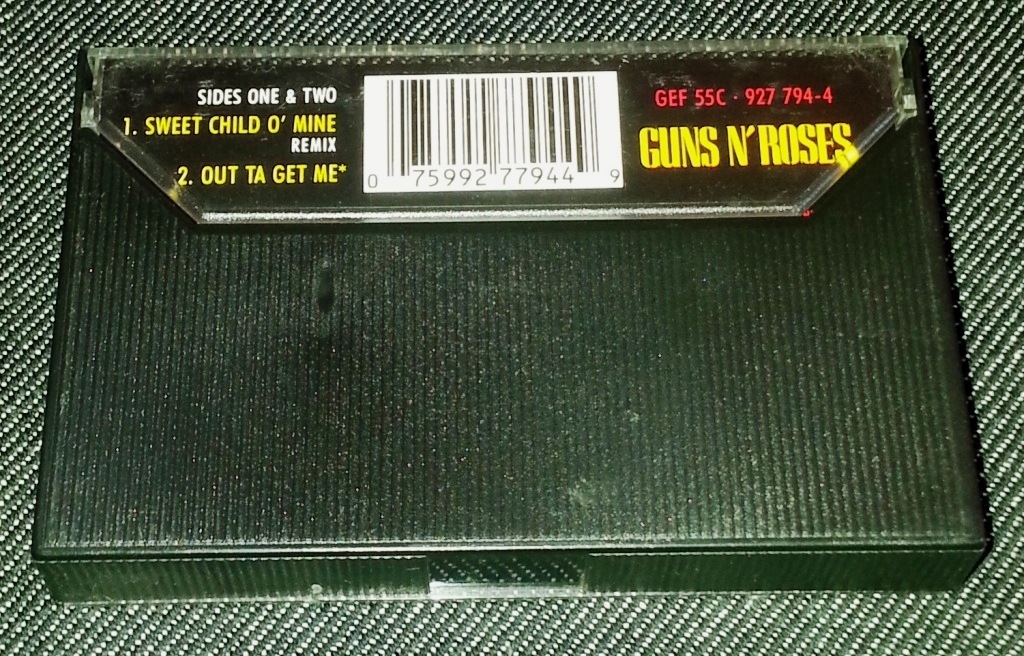 SIDES ONE & TWO
1. SWEET CHILD O' MINE
REMIX
2. OUT TA GET ME*
0 75992 77944 9
GEF 55C · 927 794-4
GUNS N' ROSES